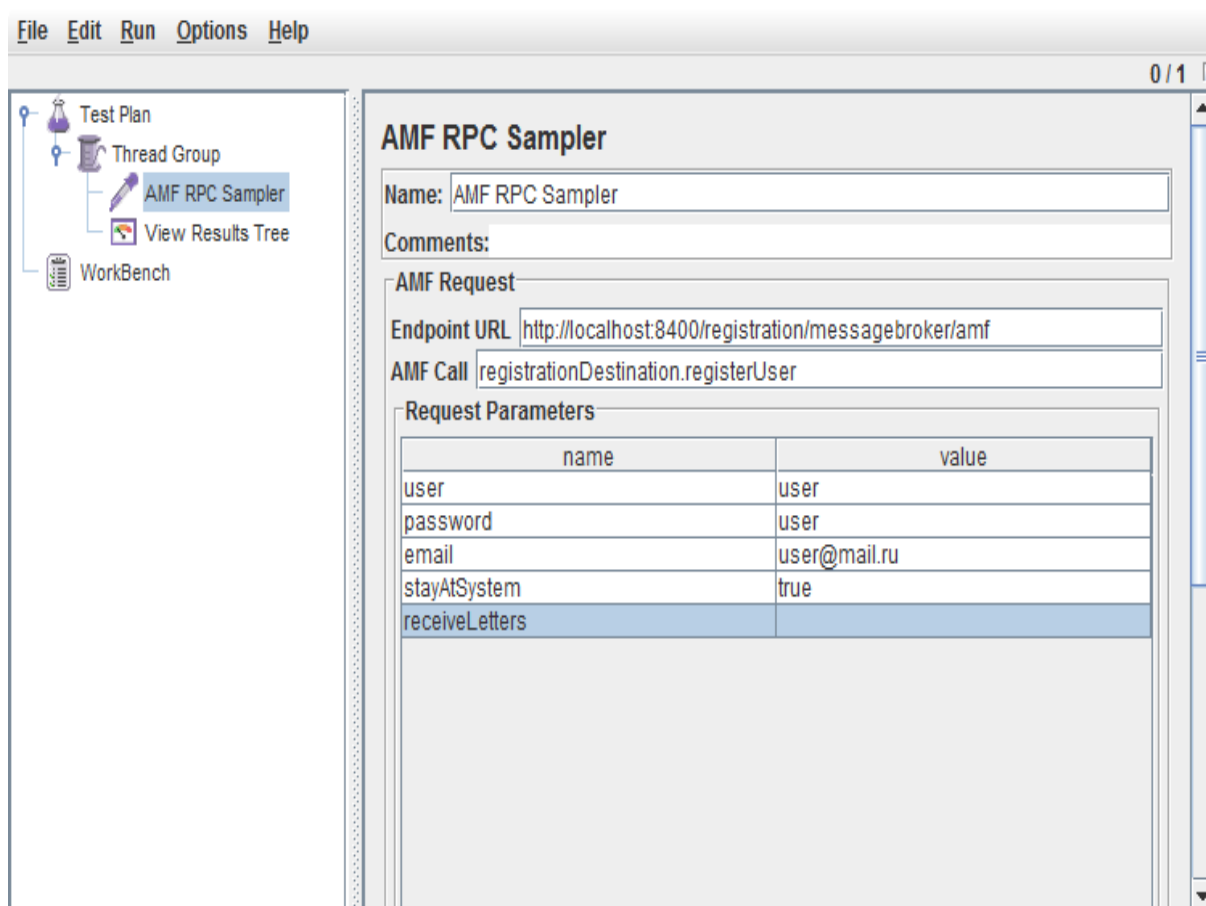 File Edit Run Options Help
0 / 1
Test Plan
Thread Group
AMF RPC Sampler
View Results Tree
WorkBench
AMF RPC Sampler
Name: AMF RPC Sampler
Comments:
AMF Request
Endpoint URL http://localhost:8400/registration/messagebroker/amf
AMF Call registrationDestination.registerUser
Request Parameters
name value
user user
password user
email user@mail.ru
stayAtSystem true
receiveLetters